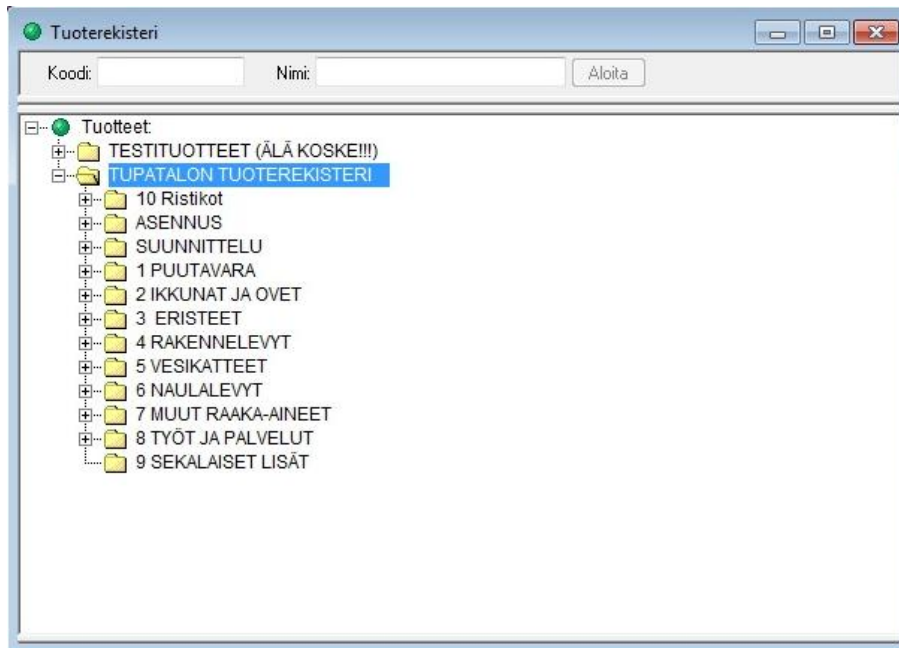 Tuoterekisteri
Koodi: Nimi: Aloita
Tuotteet:
TESTITUOTTEET (ÄLÄ KOSKE!!!)
TUPATALON TUOTEREKISTERI
10 Ristikot
ASENNUS
SUUNNITTELU
1 PUUTAVARA
2 IKKUNAT JA OVET
3 ERISTEET
4 RAKENNELEVYT
5 VESIKATTEET
6 NAULALEVYT
7 MUUT RAAKA-AINEET
8 TYÖT JA PALVELUT
9 SEKALAISET LISÄT